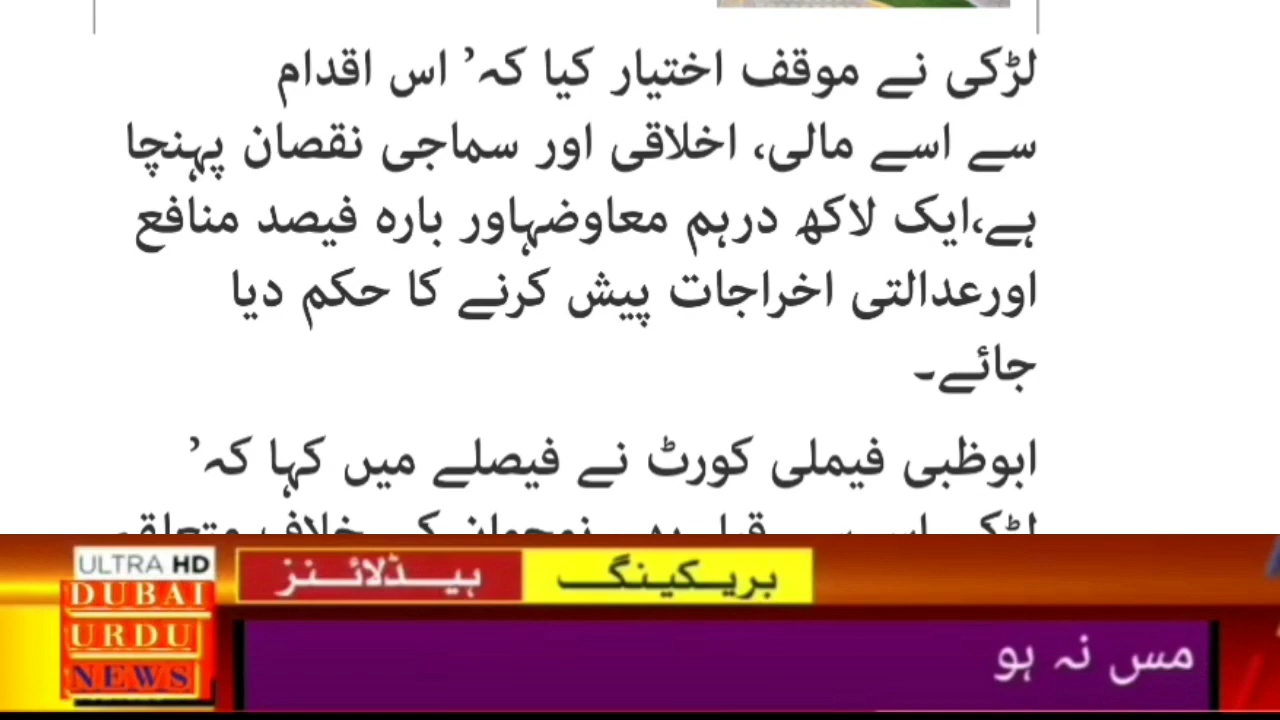 لڑکی نے موقف اختیار کیا کہ’ اس اقدام
سے اسے مالی، اخلاقی اور سماجی نقصان پہنچا
ہے،ایک لاکھ درہم معاوضہاور بارہ فیصد منافع
اورعدالتی اخراجات پیش کرنے کا حکم دیا
جائے۔
ابوظبی فیملی کورٹ نے فیصلے میں کہا کہ’
ULTRA HD
DUBAI
URDU
NEWS
بریکینگ ہیڈلائنز
مس نہ ہو